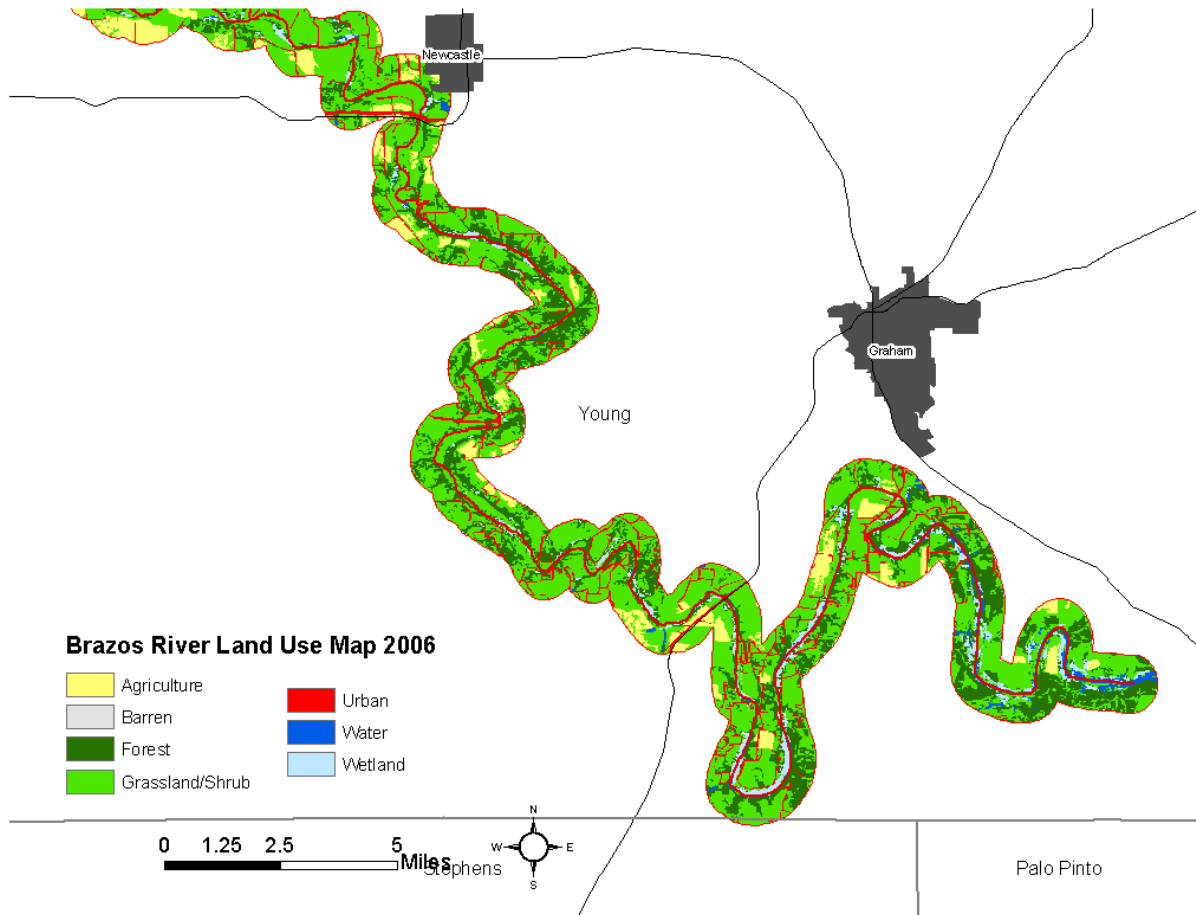 Newcastle
Graham
Young
Brazos River Land Use Map 2006
Agriculture
Barren
Forest
Grassland/Shrub
Urban
Water
Wetland
N
W E
S
0 1.25 2.5 5
Miles
Stephens
Palo Pinto